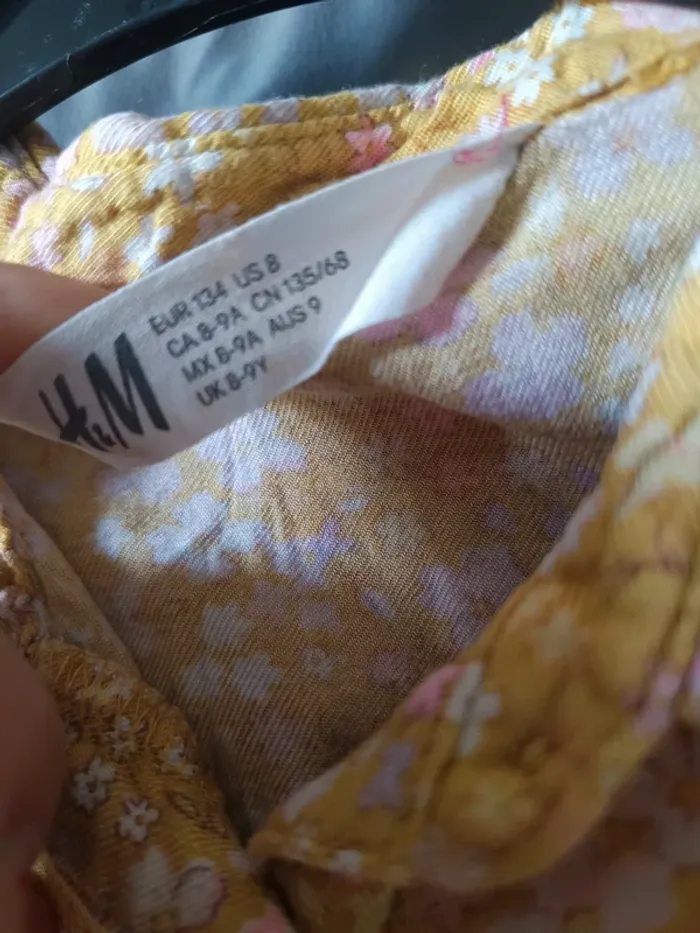 H&M
EUR 134 US 8
CA 8-9A CN 135/68
MX 8-9A AUS 9
UK 8-9Y